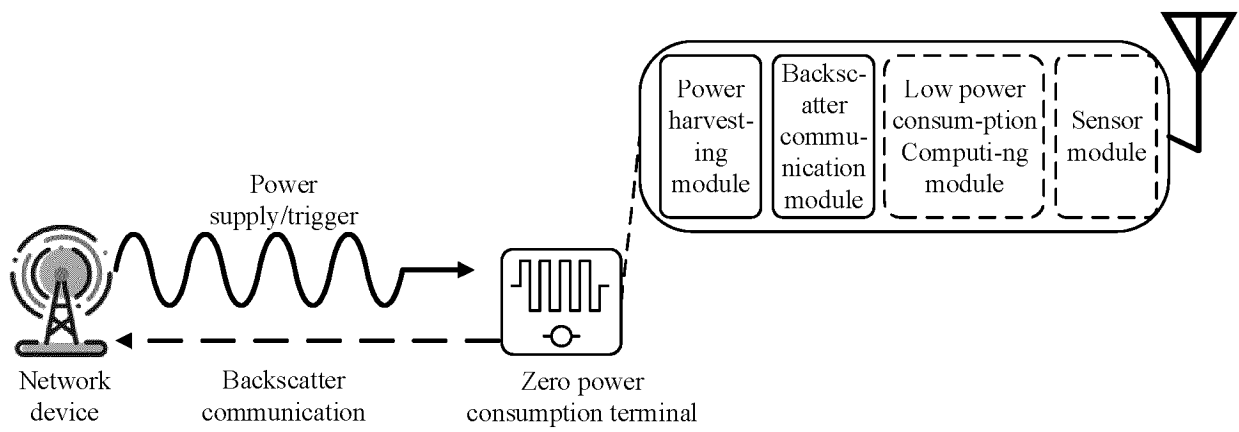 Power
harvest-
ing
module
Backsc-
atter
commu-
nication
module
Low power
consum-ption
Computi-ng
module
Sensor
module
Power
supply/trigger
Network
device
Backscatter
communication
Zero power
consumption terminal